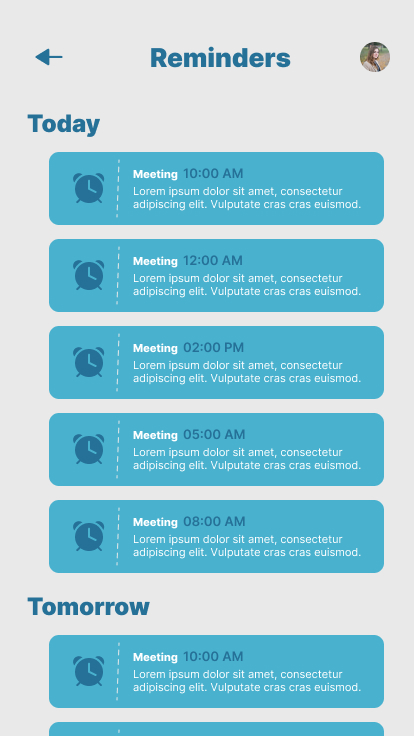 Reminders
Today
Meeting 10:00 AM
Lorem ipsum dolor sit amet, consectetur
adipiscing elit. Vulputate cras cras euismod.
Meeting 12:00 AM
Lorem ipsum dolor sit amet, consectetur
adipiscing elit. Vulputate cras cras euismod.
Meeting 02:00 PM
Lorem ipsum dolor sit amet, consectetur
adipiscing elit. Vulputate cras cras euismod.
Meeting 05:00 AM
Lorem ipsum dolor sit amet, consectetur
adipiscing elit. Vulputate cras cras euismod.
Meeting 08:00 AM
Lorem ipsum dolor sit amet, consectetur
adipiscing elit. Vulputate cras cras euismod.
Tomorrow
Meeting 10:00 AM
Lorem ipsum dolor sit amet, consectetur
adipiscing elit. Vulputate cras cras euismod.